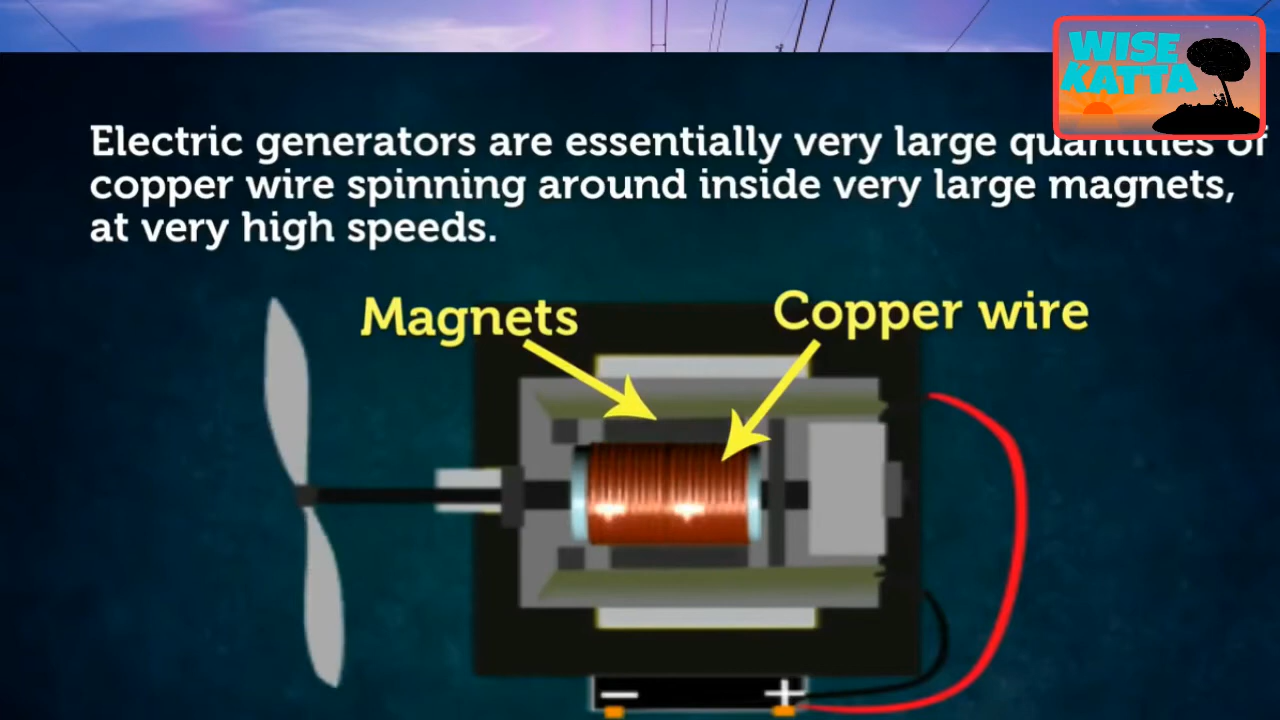 WISE
KATTA
Electric generators are essentially very large quantities of
copper wire spinning around inside very large magnets,
at very high speeds.
Magnets
Copper wire
− +